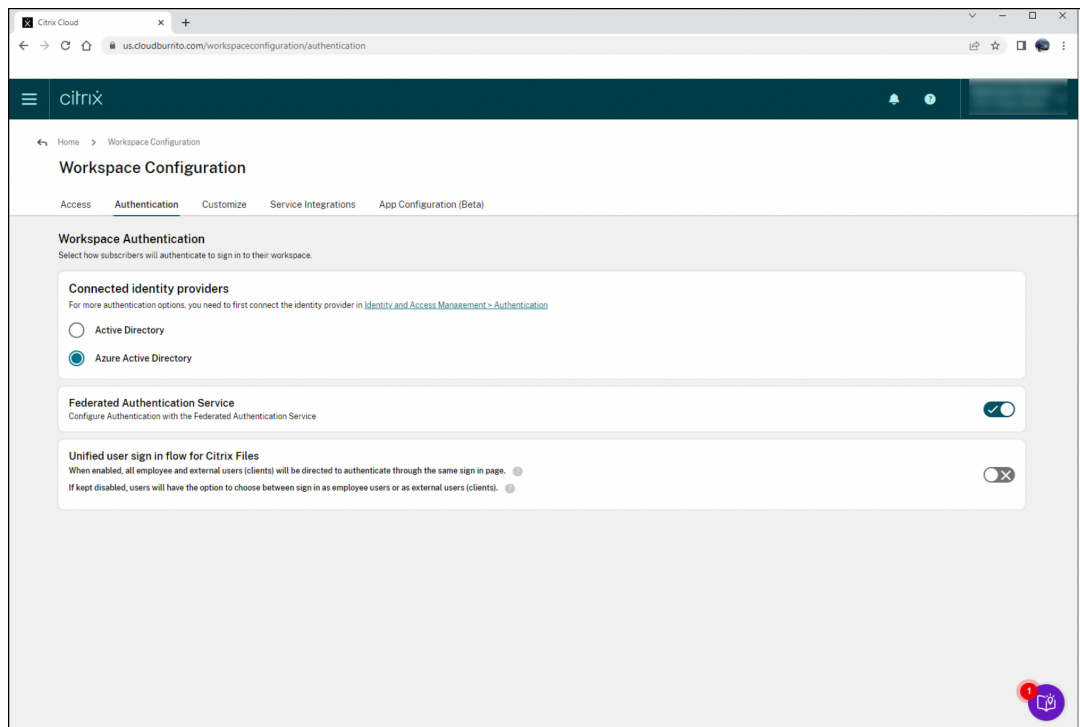 Citrix Cloud
us.cloudburrito.com/workspaceconfiguration/authentication
citrix
Home > Workspace Configuration
Workspace Configuration
Access Authentication Customize Service Integrations App Configuration (Beta)
Workspace Authentication
Select how subscribers will authenticate to sign in to their workspace.
Connected identity providers
For more authentication options, you need to first connect the identity provider in Identity and Access Management > Authentication
Active Directory
Azure Active Directory
Federated Authentication Service
Configure Authentication with the Federated Authentication Service
Unified user sign in flow for Citrix Files
When enabled, all employee and external users (clients) will be directed to authenticate through the same sign in page. ?
If kept disabled, users will have the option to choose between sign in as employee users or as external users (clients). ?
1